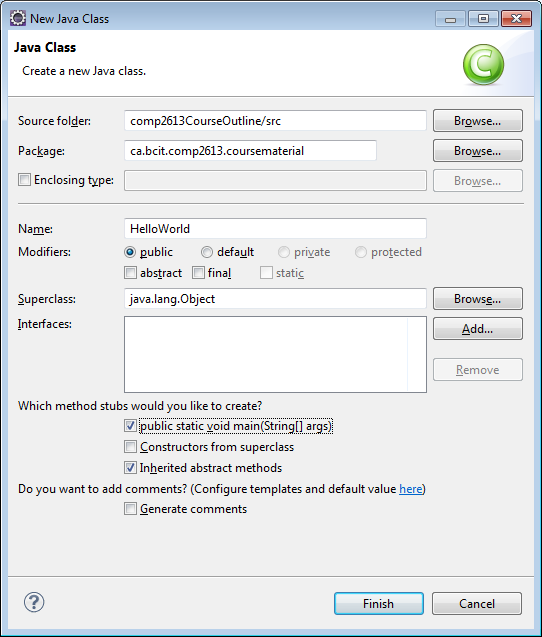 New Java Class
Java Class
Create a new Java class.
C
Source folder: comp2613CourseOutline/src Browse...
Package: ca.bcit.comp2613.coursematerial Browse...
Enclosing type: Browse...
Name: HelloWorld
Modifiers: public default private protected
abstract final static
Superclass: java.lang.Object Browse...
Interfaces: Add...
Remove
Which method stubs would you like to create?
public static void main(String[] args)
Constructors from superclass
Inherited abstract methods
Do you want to add comments? (Configure templates and default value here)
Generate comments
? Finish Cancel